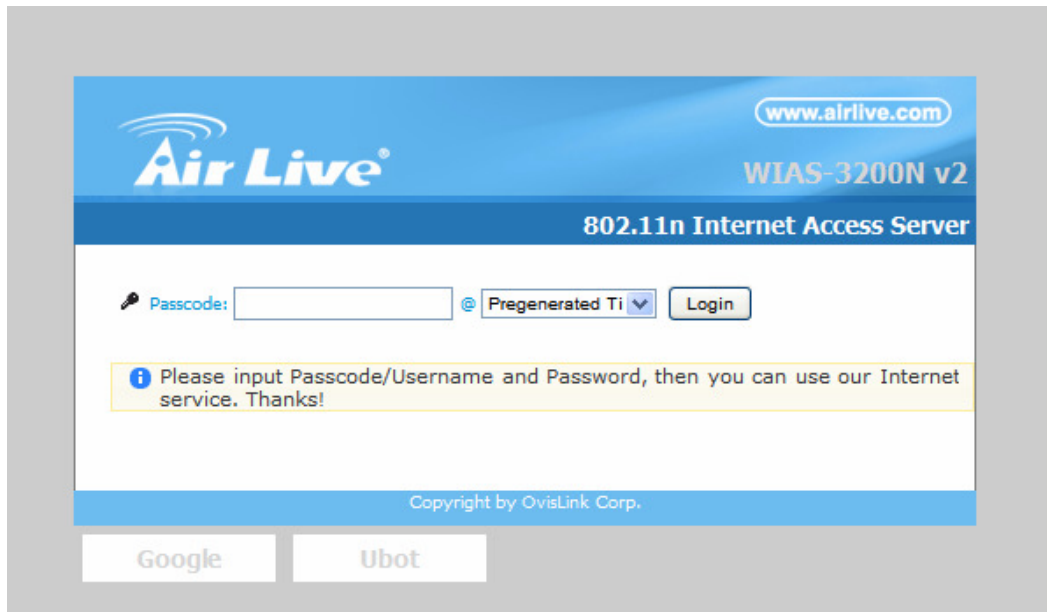 www.airlive.com
Air Live®
WIAS-3200N v2
802.11n Internet Access Server
Passcode: @ Pregenerated Ti Login
Please input Passcode/Username and Password, then you can use our Internet
service. Thanks!
Copyright by OvisLink Corp.
Google Ubot